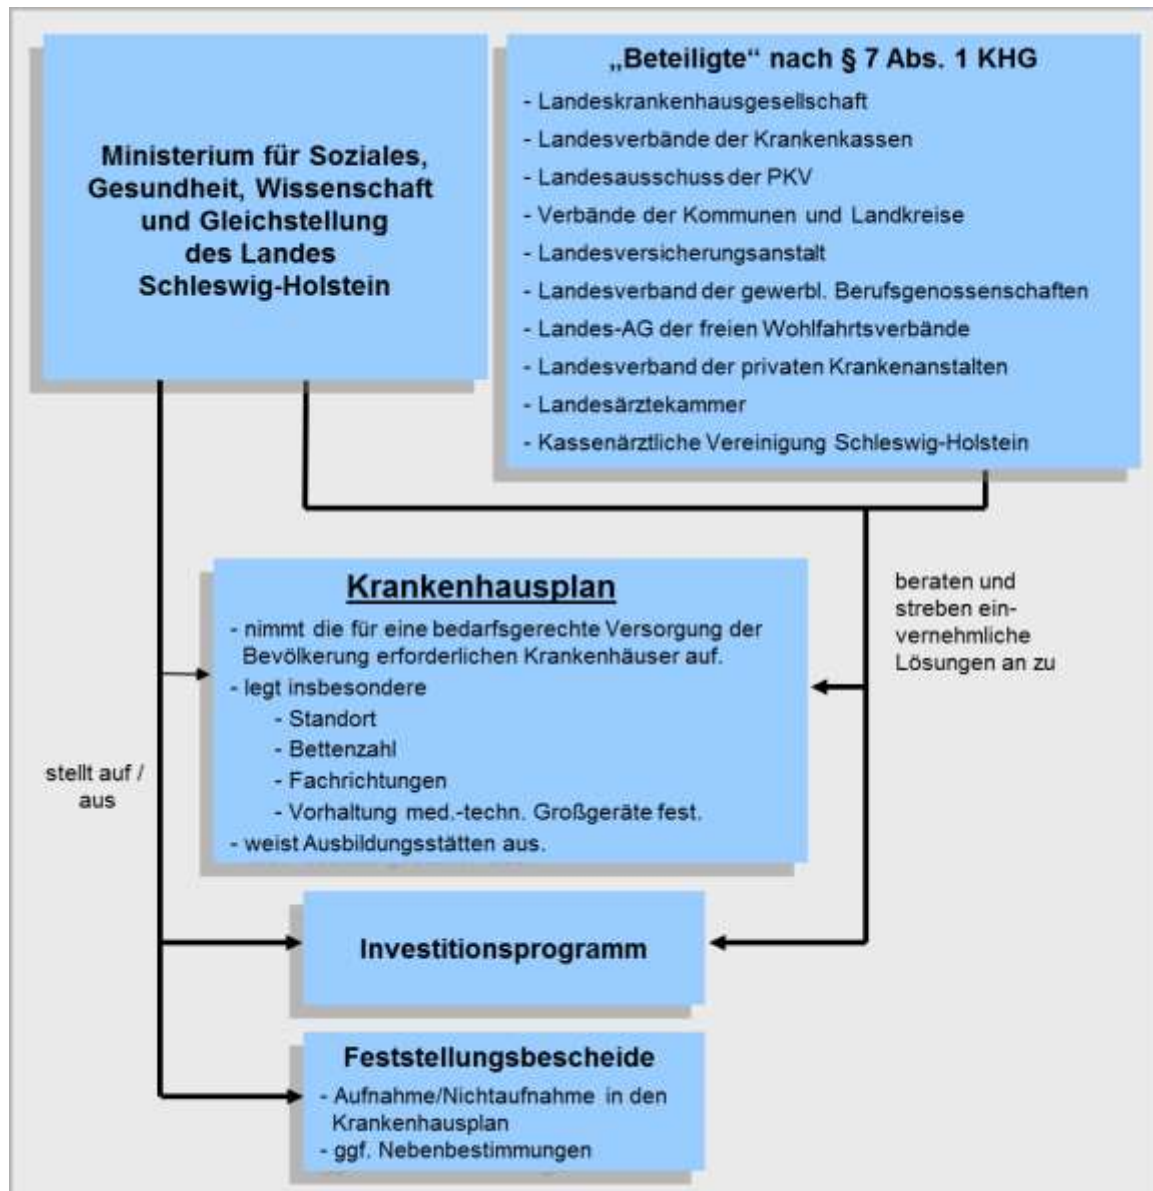 Ministerium für Soziales,
Gesundheit, Wissenschaft
und Gleichstellung
des Landes
Schleswig-Holstein
„Beteiligte“ nach § 7 Abs. 1 KHG
- Landeskrankenhausgesellschaft
- Landesverbände der Krankenkassen
- Landesausschuss der PKV
- Verbände der Kommunen und Landkreise
- Landesversicherungsanstalt
- Landesverband der gewerbl. Berufsgenossenschaften
- Landes-AG der freien Wohlfahrtsverbände
- Landesverband der privaten Krankenanstalten
- Landesärztekammer
- Kassenärztliche Vereinigung Schleswig-Holstein
Krankenhausplan
- nimmt die für eine bedarfsgerechte Versorgung der
Bevölkerung erforderlichen Krankenhäuser auf.
- legt insbesondere
- Standort
- Bettenzahl
- Fachrichtungen
- Vorhaltung med.-techn. Großgeräte fest.
- weist Ausbildungsstätten aus.
beraten und
streben ein-
vernehmliche
Lösungen an zu
stellt auf /
aus
Investitionsprogramm
Feststellungsbescheide
- Aufnahme/Nichtaufnahme in den
Krankenhausplan
- ggf. Nebenbestimmungen